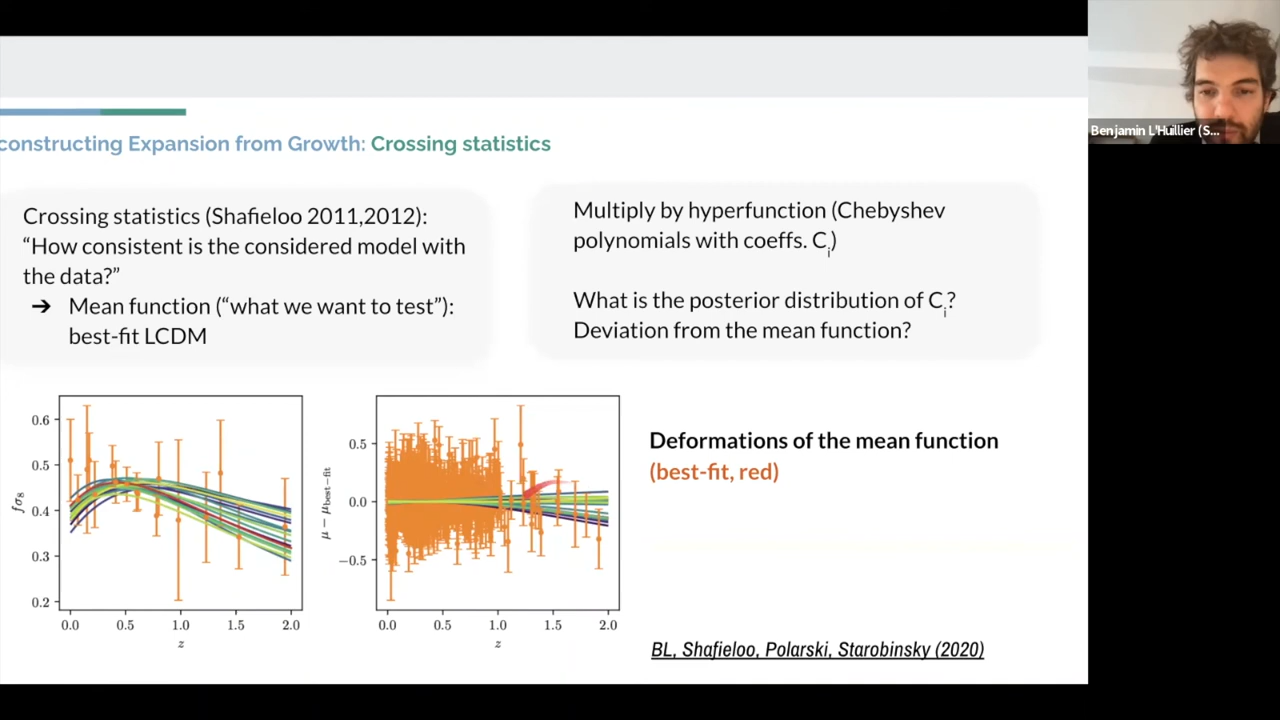 constructing Expansion from Growth: Crossing statistics
Benjamin L'Huillier (S...
Crossing statistics (Shafieloo 2011,2012):
“How consistent is the considered model with
the data?”
➔ Mean function (“what we want to test”):
best-fit LCDM
Multiply by hyperfunction (Chebyshev
polynomials with coeffs. Cᵢ)
What is the posterior distribution of Cᵢ?
Deviation from the mean function?
fσ₈
0.6
0.5
0.4
0.3
0.2
0.0 0.5 1.0 1.5 2.0
z
μ − μbest−fit
0.5
0.0
−0.5
0.0 0.5 1.0 1.5 2.0
z
Deformations of the mean function
(best-fit, red)
BL, Shafieloo, Polarski, Starobinsky (2020)